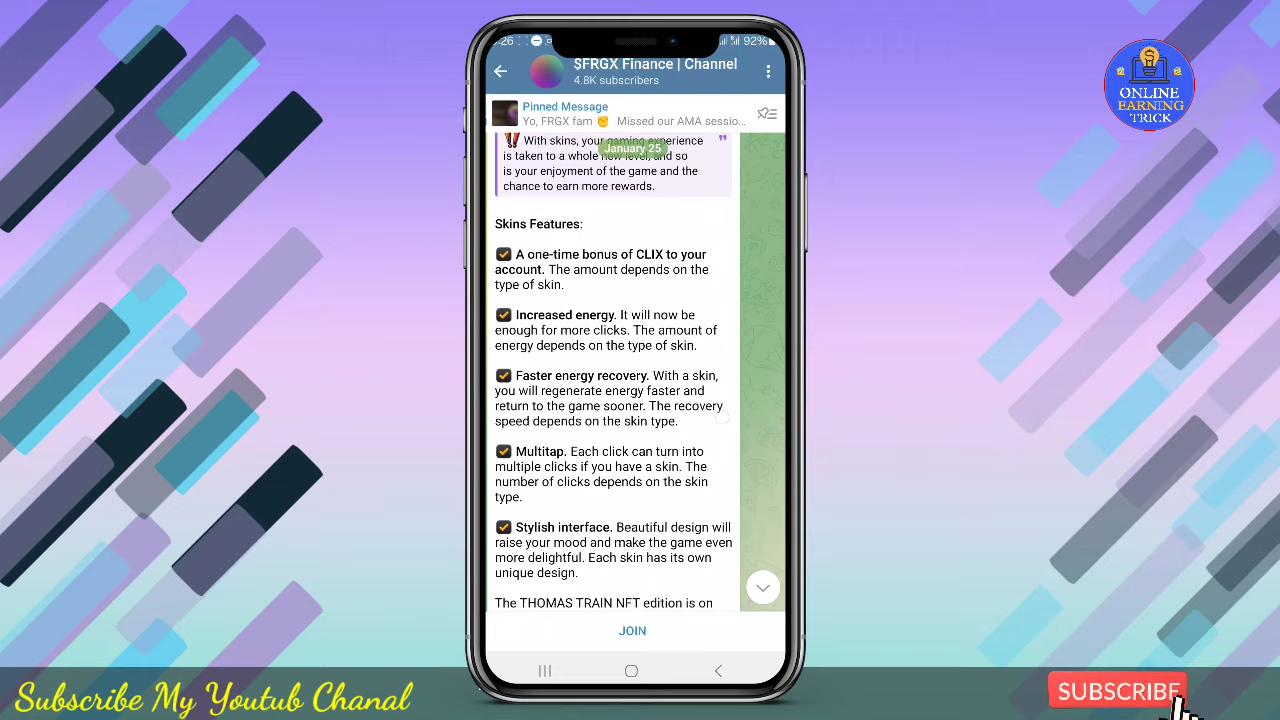 :26
92%
$FRGX Finance | Channel
4.8K subscribers
Pinned Message
Yo, FRGX fam ✊ Missed our AMA sessio...
With skins, your gaming experience
January 25
is taken to a whole new level, and so
is your enjoyment of the game and the
chance to earn more rewards.
Skins Features:
A one-time bonus of CLIX to your
account. The amount depends on the
type of skin.
Increased energy. It will now be
enough for more clicks. The amount of
energy depends on the type of skin.
Faster energy recovery. With a skin,
you will regenerate energy faster and
return to the game sooner. The recovery
speed depends on the skin type.
Multitap. Each click can turn into
multiple clicks if you have a skin. The
number of clicks depends on the skin
type.
Stylish interface. Beautiful design will
raise your mood and make the game even
more delightful. Each skin has its own
unique design.
The THOMAS TRAIN NFT edition is on
JOIN
ONLINE
EARNING
TRICK
Subscribe My Youtub Chanal
SUBSCRIBE